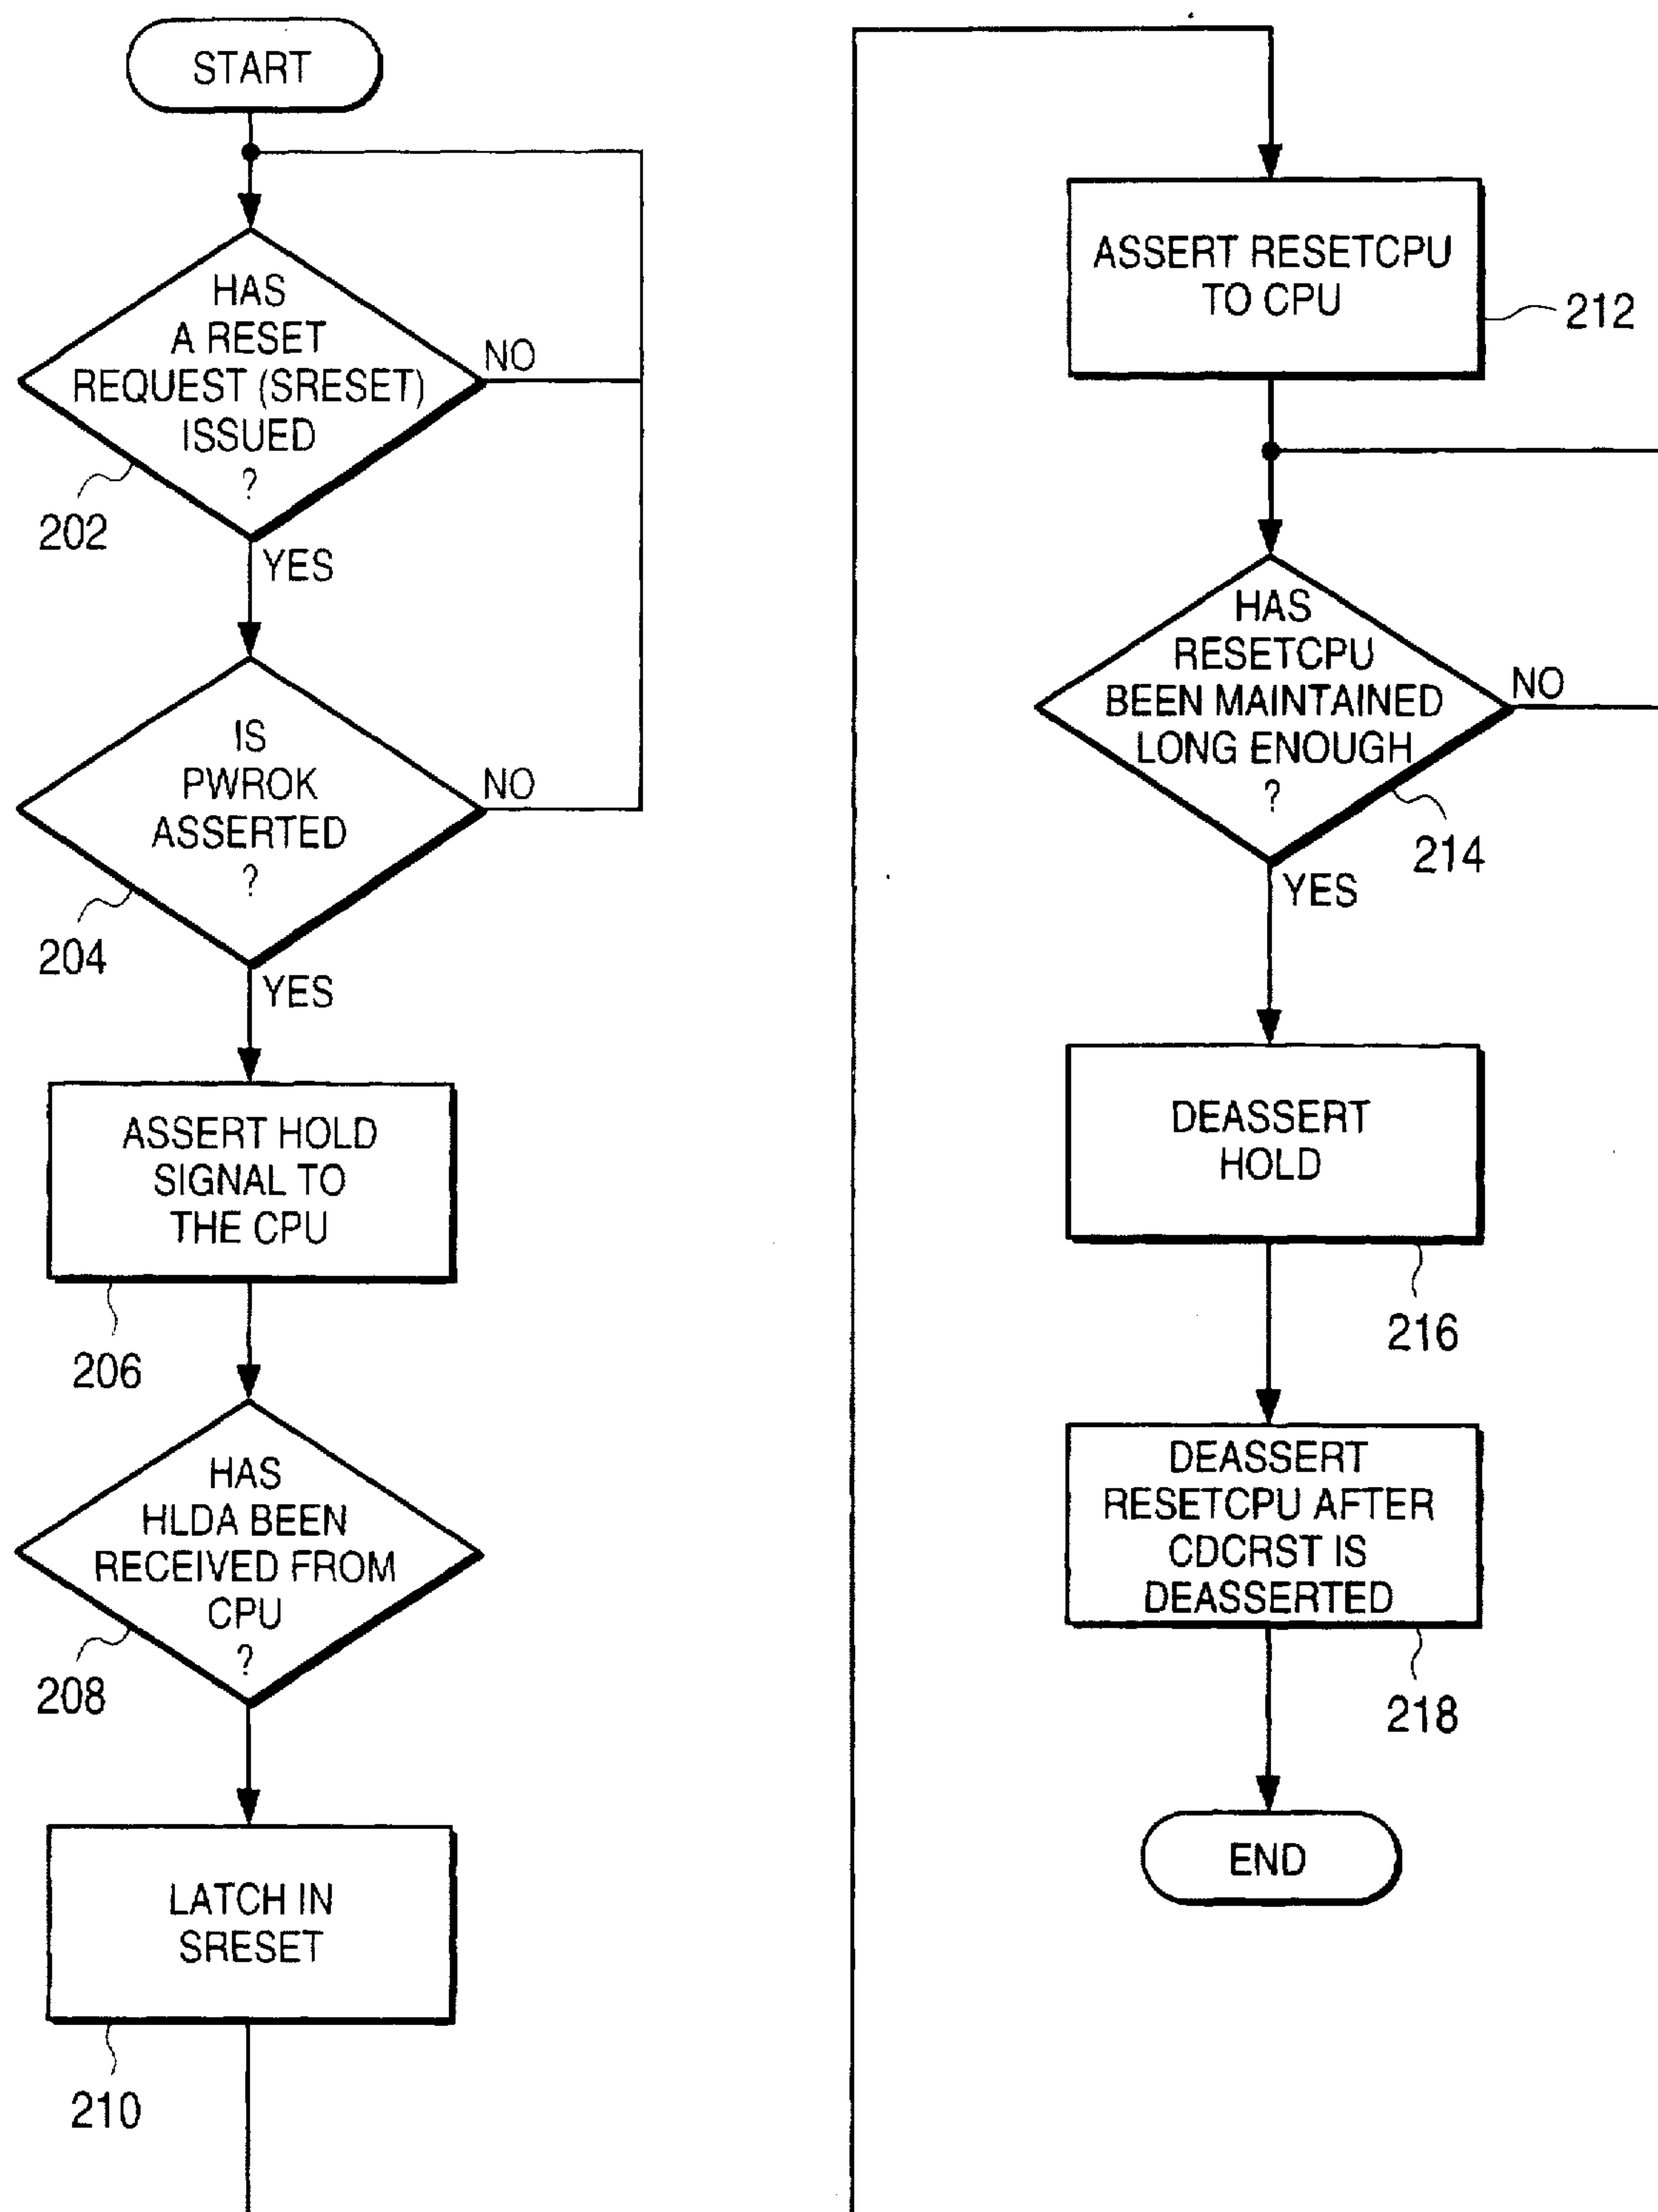 START
HAS
A RESET
REQUEST (SRESET)
ISSUED
?
NO
202
YES
IS
PWROK
ASSERTED
?
NO
204
YES
ASSERT HOLD
SIGNAL TO
THE CPU
206
HAS
HLDA BEEN
RECEIVED FROM
CPU
?
208
LATCH IN
SRESET
210
ASSERT RESETCPU
TO CPU
212
HAS
RESETCPU
BEEN MAINTAINED
LONG ENOUGH
?
NO
214
YES
DEASSERT
HOLD
216
DEASSERT
RESETCPU AFTER
CDCRST IS
DEASSERTED
218
END